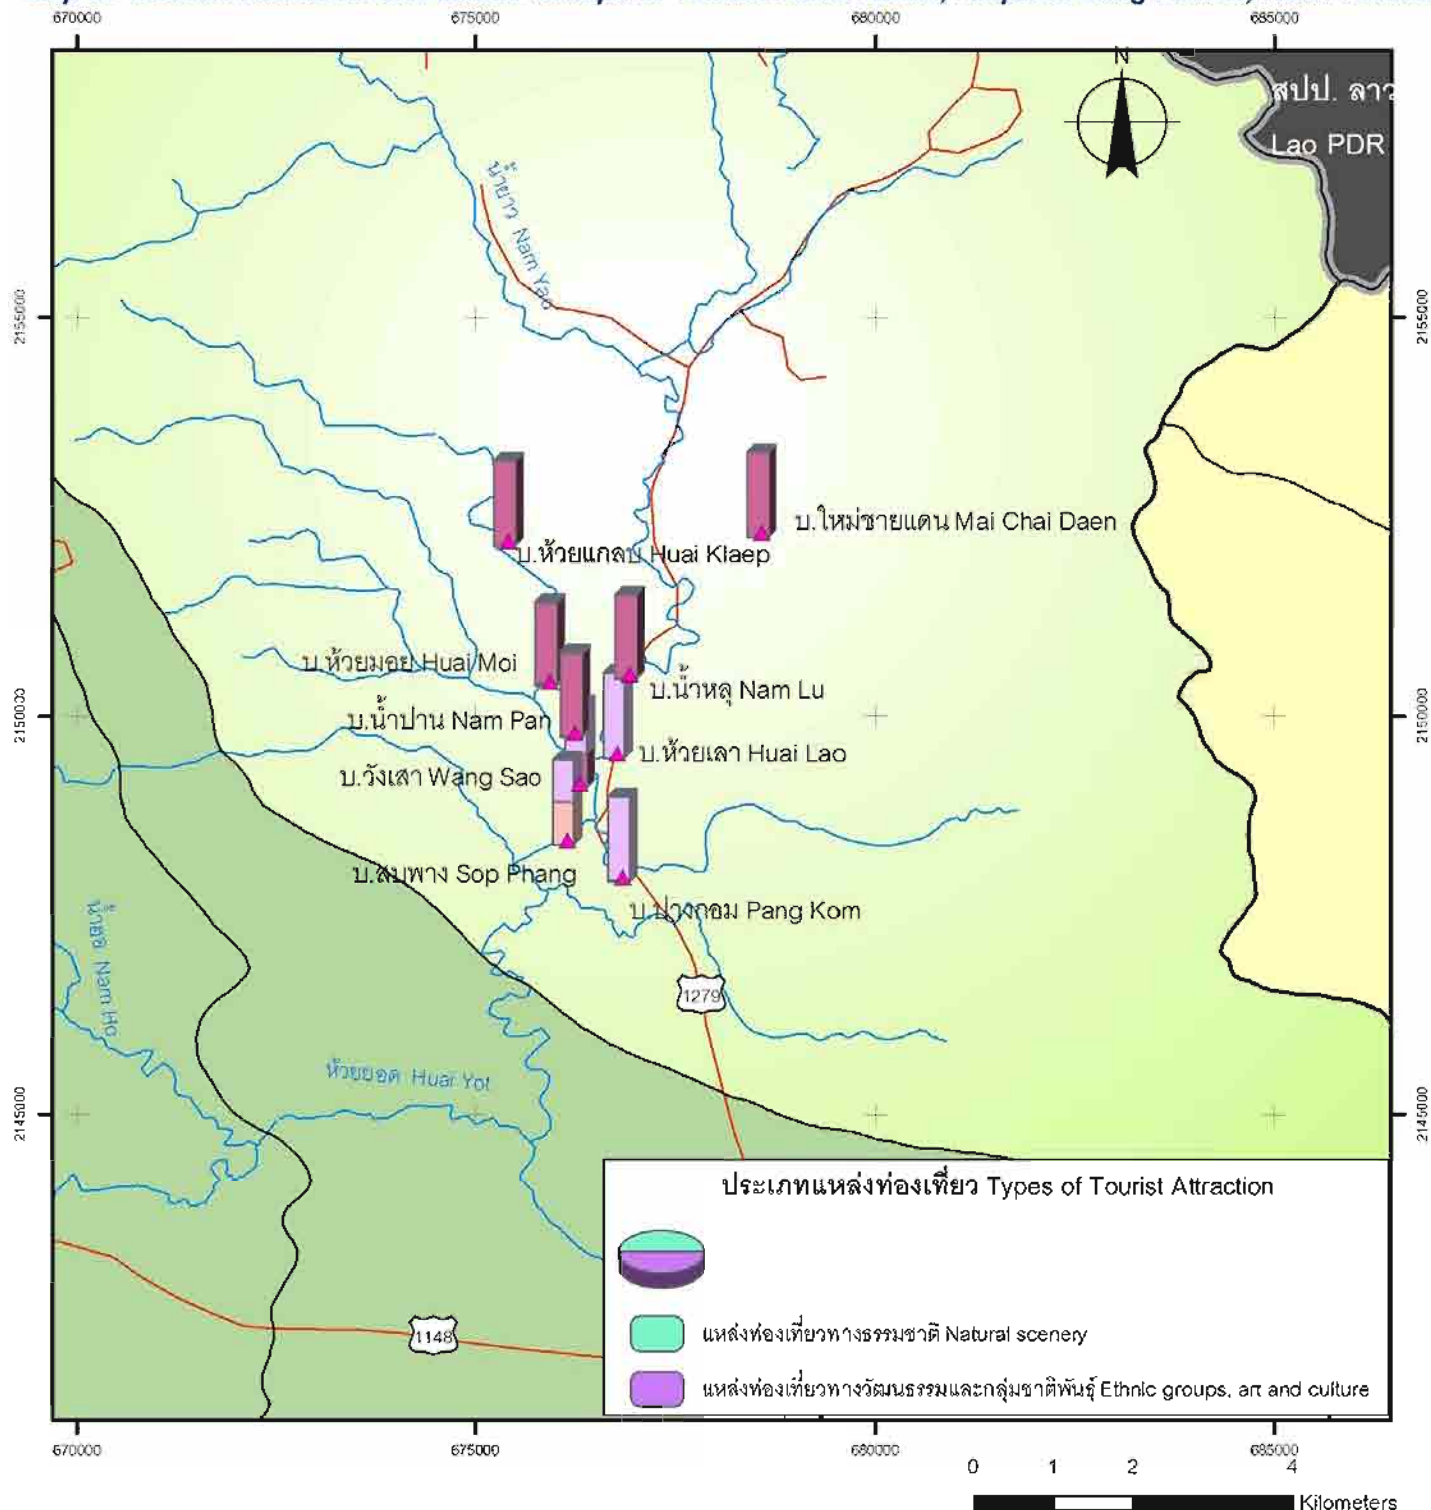 670000 675000 680000 685000
N
สปป. ลาว
Lao PDR
น้ำยาว Nam Yao
2155000 2155000
บ.ใหม่ชายแดน Mai Chai Daen
บ.ห้วยแกลบ Huai Klaep
บ.ห้วยมอย Huai Moi
บ.น้ำหลุ Nam Lu
2150000 2150000
บ.น้ำปาน Nam Pan
บ.ห้วยเลา Huai Lao
บ.วังเสา Wang Sao
บ.สบพาง Sop Phang
บ.ปางกอม Pang Kom
Nam Ho
1279
ห้วยยอด Huai Yot
2145000 2145000
ประเภทแหล่งท่องเที่ยว Types of Tourist Attraction
แหล่งท่องเที่ยวทางธรรมชาติ Natural scenery
1148
แหล่งท่องเที่ยวทางวัฒนธรรมและกลุ่มชาติพันธุ์ Ethnic groups, art and culture
670000 675000 680000 685000
0 1 2 4
Kilometers